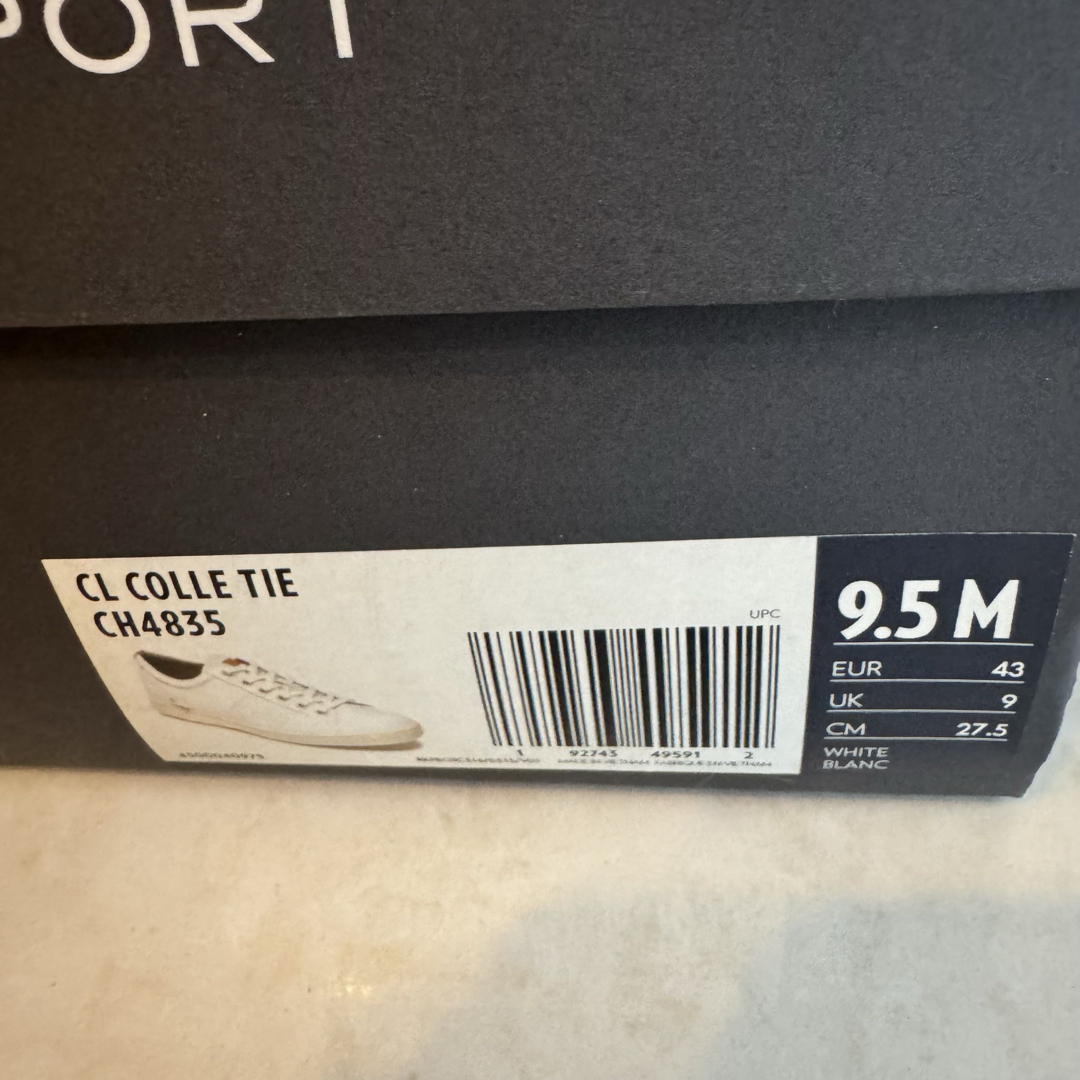 PORT
CL COLLE TIE
CH4835
UPC
1 92743 49591 2
9.5 M
EUR 43
UK 9
CM 27.5
WHITE
BLANC